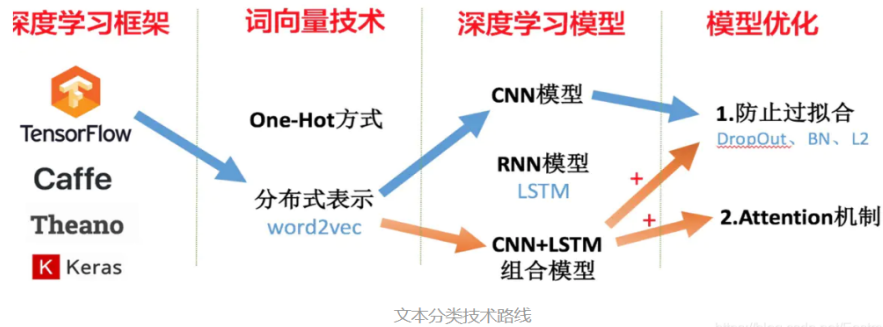 深度学习框架
词向量技术
深度学习模型
模型优化
TensorFlow
Caffe
Theano
K Keras
One-Hot方式
分布式表示
word2vec
CNN模型
RNN模型
LSTM
CNN+LSTM
组合模型
+
+
1.防止过拟合
DropOut、BN、L2
2.Attention机制
文本分类技术路线